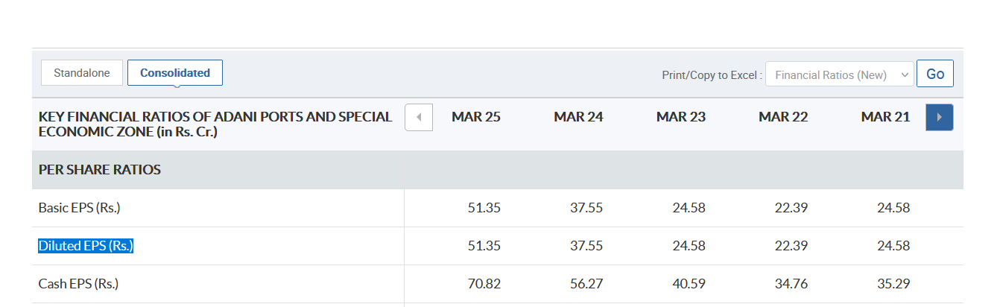 Standalone Consolidated Print/Copy to Excel : Financial Ratios (New) Go
KEY FINANCIAL RATIOS OF ADANI PORTS AND SPECIAL MAR 25 MAR 24 MAR 23 MAR 22 MAR 21
ECONOMIC ZONE (in Rs. Cr.)
PER SHARE RATIOS
Basic EPS (Rs.) 51.35 37.55 24.58 22.39 24.58
Diluted EPS (Rs.) 51.35 37.55 24.58 22.39 24.58
Cash EPS (Rs.) 70.82 56.27 40.59 34.76 35.29